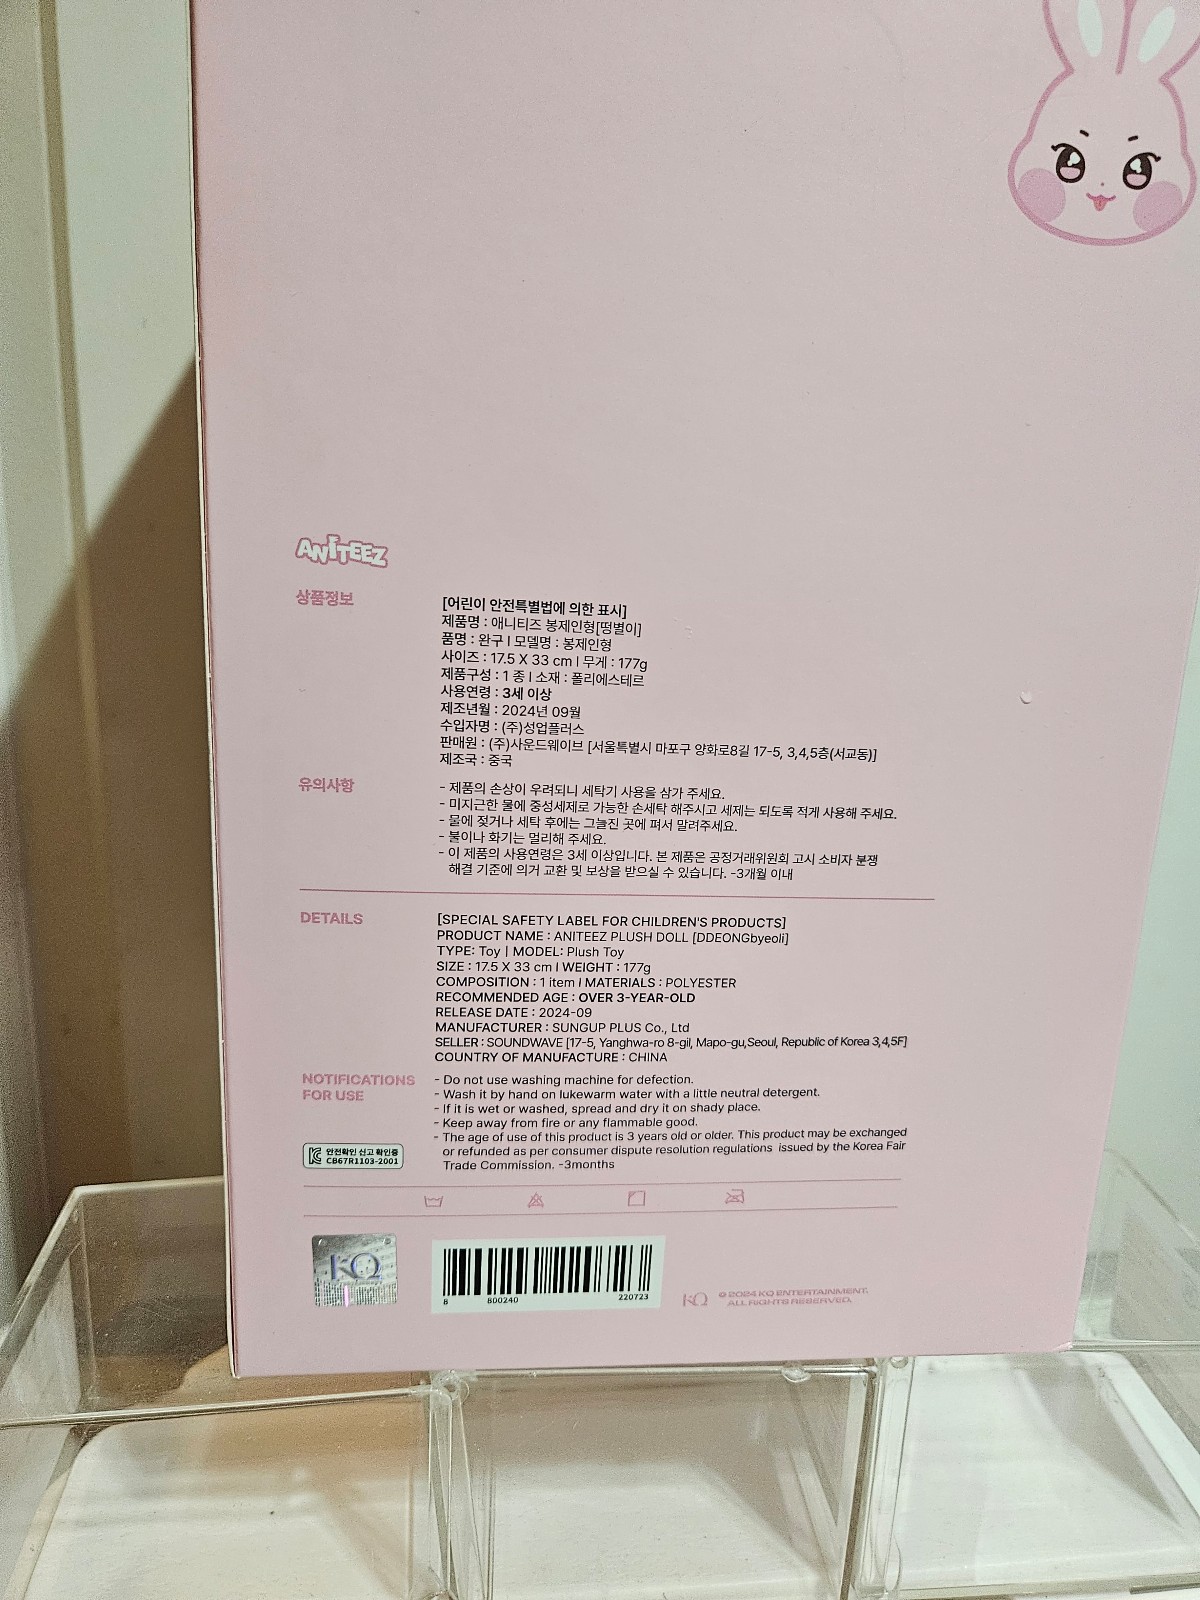 ANITEEZ
상품정보
[어린이 안전특별법에 의한 표시]
제품명 : 애니티즈 봉제인형[떵별이]
품명 : 완구 I 모델명 : 봉제인형
사이즈 : 17.5 X 33 cm I 무게 : 177g
제품구성 : 1 종 I 소재 : 폴리에스테르
사용연령 : 3세 이상
제조년월 : 2024년 09월
수입자명 : (주)성업플러스
판매원 : (주)사운드웨이브 [서울특별시 마포구 양화로8길 17-5, 3,4,5층(서교동)]
제조국 : 중국
유의사항
- 제품의 손상이 우려되니 세탁기 사용을 삼가 주세요.
- 미지근한 물에 중성세제로 가능한 손세탁 해주시고 세제는 되도록 적게 사용해 주세요.
- 물에 젖거나 세탁 후에는 그늘진 곳에 펴서 말려주세요.
- 불이나 화기는 멀리해 주세요.
- 이 제품의 사용연령은 3세 이상입니다. 본 제품은 공정거래위원회 고시 소비자 분쟁
해결 기준에 의거 교환 및 보상을 받으실 수 있습니다. -3개월 이내
DETAILS
[SPECIAL SAFETY LABEL FOR CHILDREN'S PRODUCTS]
PRODUCT NAME : ANITEEZ PLUSH DOLL [DDEONGbyeoli]
TYPE: Toy | MODEL: Plush Toy
SIZE : 17.5 X 33 cm I WEIGHT : 177g
COMPOSITION : 1 item I MATERIALS : POLYESTER
RECOMMENDED AGE : OVER 3-YEAR-OLD
RELEASE DATE : 2024-09
MANUFACTURER : SUNGUP PLUS Co., Ltd
SELLER : SOUNDWAVE [17-5, Yanghwa-ro 8-gil, Mapo-gu,Seoul, Republic of Korea 3,4,5F]
COUNTRY OF MANUFACTURE : CHINA
NOTIFICATIONS
FOR USE
- Do not use washing machine for defection.
- Wash it by hand on lukewarm water with a little neutral detergent.
- If it is wet or washed, spread and dry it on shady place.
- Keep away from fire or any flammable good.
- The age of use of this product is 3 years old or older. This product may be exchanged
or refunded as per consumer dispute resolution regulations issued by the Korea Fair
Trade Commission. -3months
안전확인 신고 확인증
CB67R1103-2001
KQ
8 800240 220723
KQ
© 2024 KQ ENTERTAINMENT.
ALL RIGHTS RESERVED.